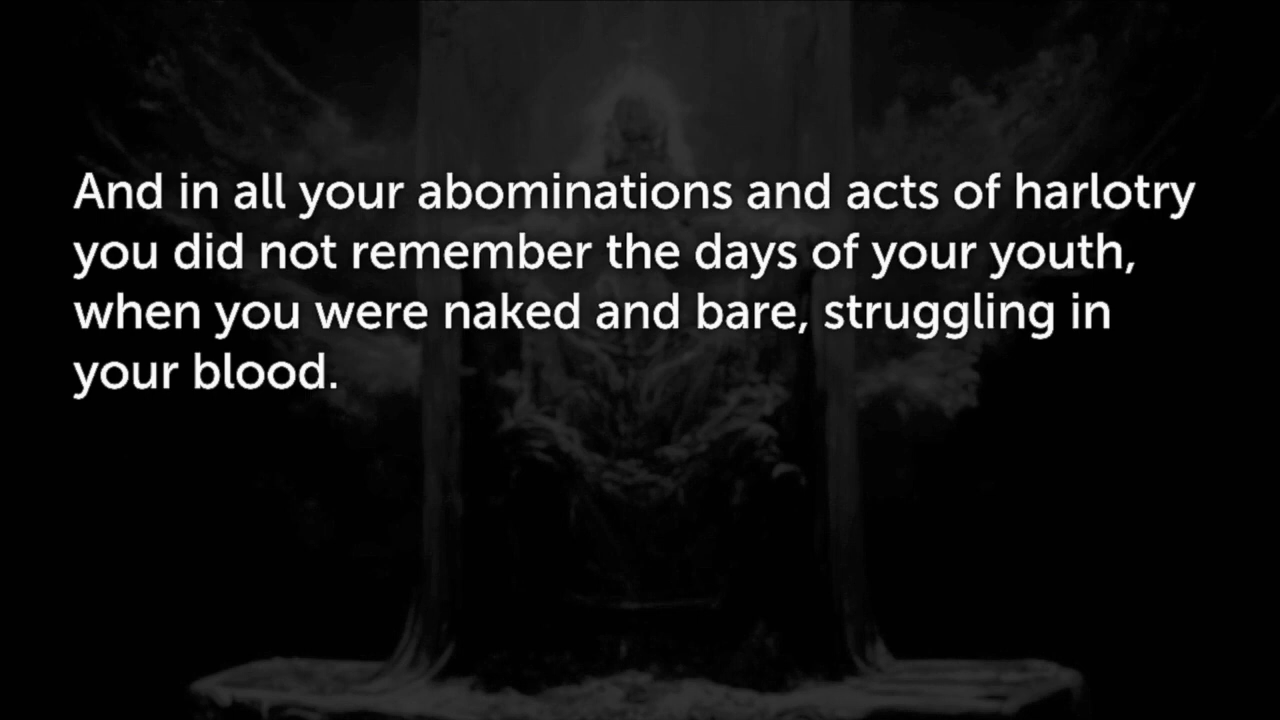 And in all your abominations and acts of harlotry
you did not remember the days of your youth,
when you were naked and bare, struggling in
your blood.